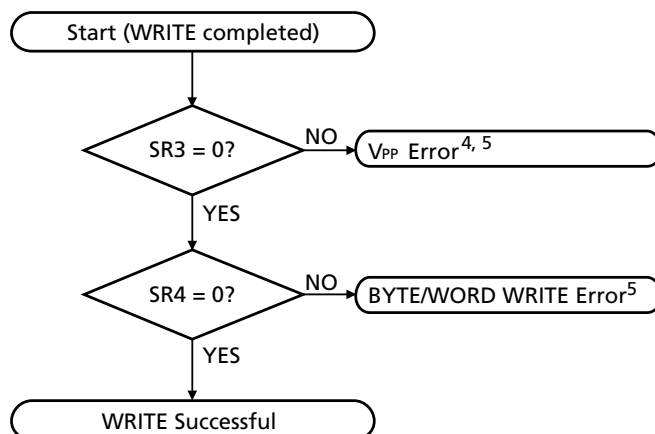 Start (WRITE completed)
SR3 = 0?
NO
VPP Error4, 5
YES
SR4 = 0?
NO
BYTE/WORD WRITE Error5
YES
WRITE Successful